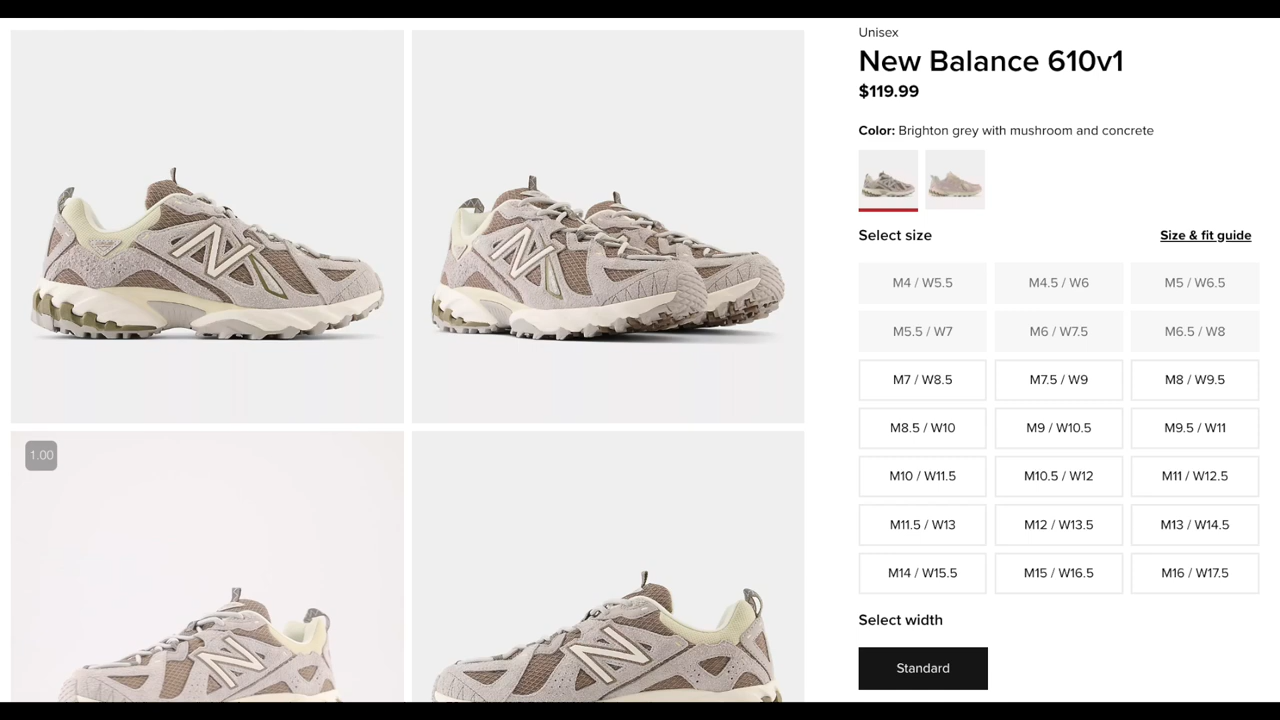 Unisex
New Balance 610v1
$119.99
Color: Brighton grey with mushroom and concrete
Select size
Size & fit guide
M4 / W5.5
M4.5 / W6
M5 / W6.5
M5.5 / W7
M6 / W7.5
M6.5 / W8
M7 / W8.5
M7.5 / W9
M8 / W9.5
M8.5 / W10
M9 / W10.5
M9.5 / W11
M10 / W11.5
M10.5 / W12
M11 / W12.5
M11.5 / W13
M12 / W13.5
M13 / W14.5
M14 / W15.5
M15 / W16.5
M16 / W17.5
Select width
Standard
1.00
N
N
N
N